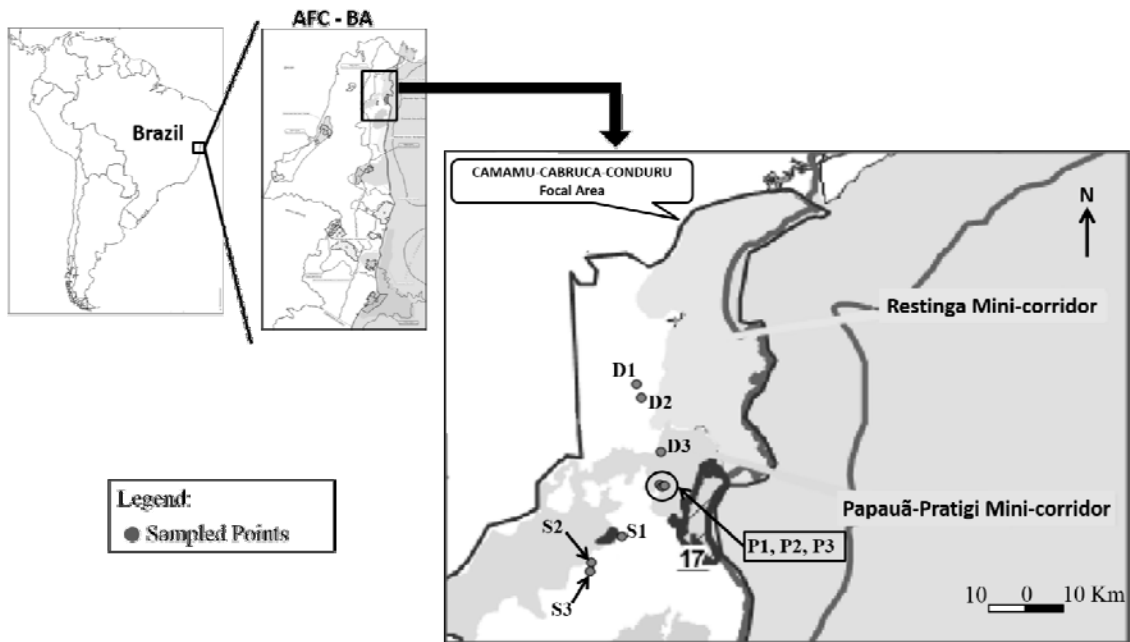 AFC - BA
Brazil
CAMAMU-CABRUCA-CONDURU
Focal Area
N
Restinga Mini-corridor
D1
D2
D3
Papauã-Pratigi Mini-corridor
Legend:
Sampled Points
S2
S1
P1, P2, P3
17
S3
10 0 10 Km